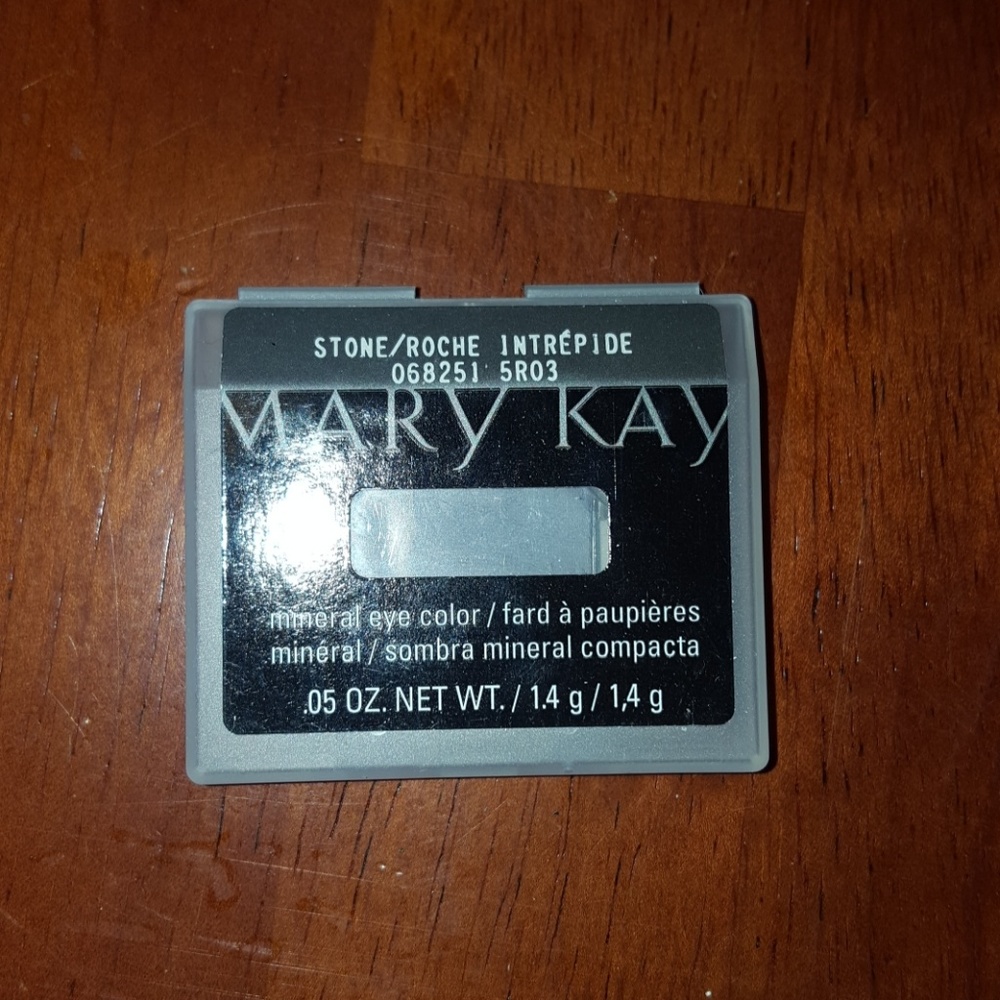 STONE/ROCHE INTRÉPIDE
068251 5R03
MARY KAY
mineral eye color / fard à paupières
minéral / sombra mineral compacta
.05 OZ. NET WT. / 1.4 g / 1,4 g